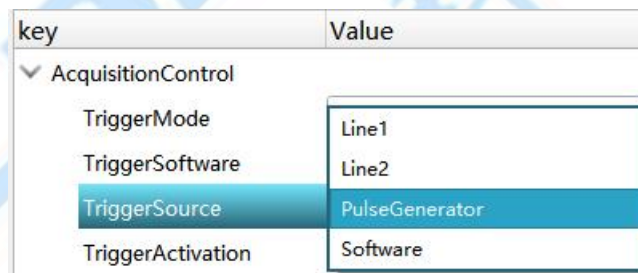 key Value
AcquisitionControl
TriggerMode Line1
TriggerSoftware Line2
TriggerSource PulseGenerator
TriggerActivation Software